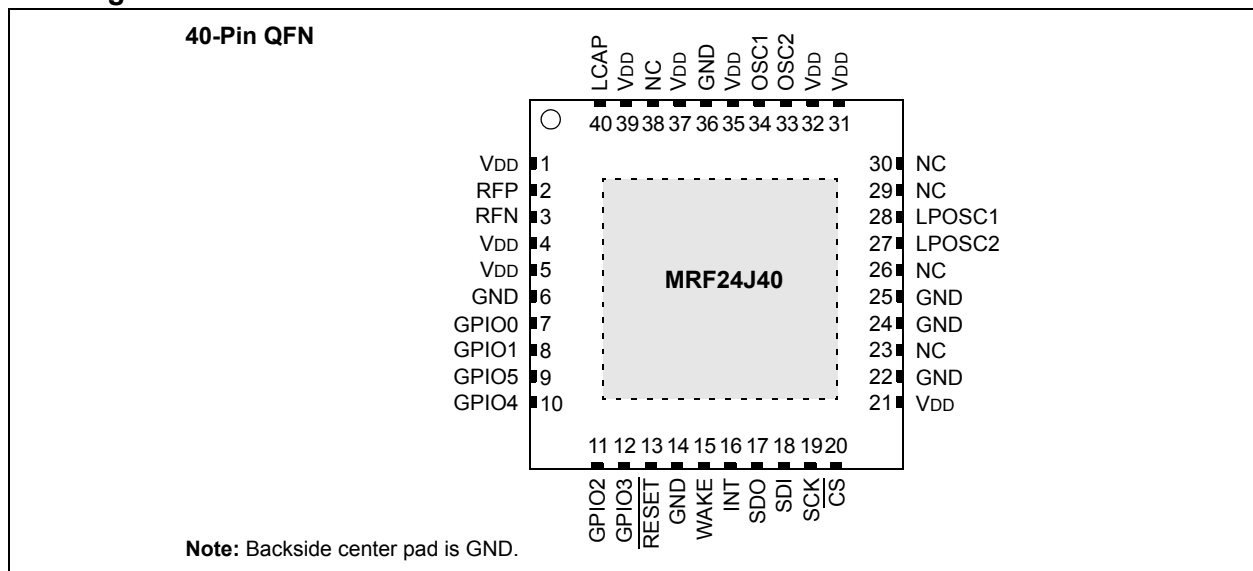 40-Pin QFN
LCAP
VDD
NC
VDD
GND
VDD
OSC1
OSC2
VDD
VDD
40 39 38 37 36 35 34 33 32 31
VDD 1
RFP 2
RFN 3
VDD 4
VDD 5
GND 6
GPIO0 7
GPIO1 8
GPIO5 9
GPIO4 10
MRF24J40
30 NC
29 NC
28 LPOSC1
27 LPOSC2
26 NC
25 GND
24 GND
23 NC
22 GND
21 VDD
11 12 13 14 15 16 17 18 19 20
GPIO2
GPIO3
RESET
GND
WAKE
INT
SDO
SDI
SCK
CS
Note: Backside center pad is GND.